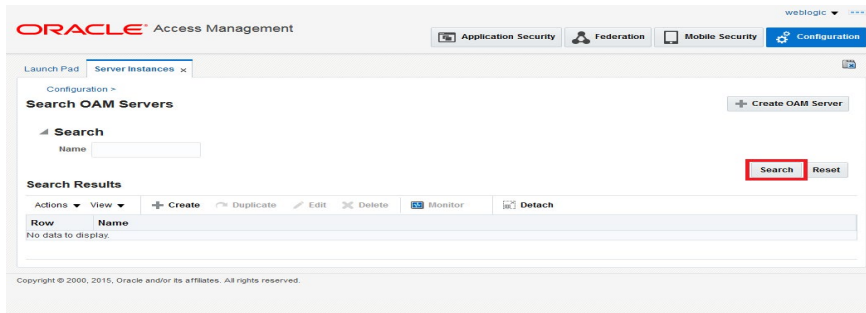 weblogic
ORACLE® Access Management
Application Security
Federation
Mobile Security
Configuration
Launch Pad
Server Instances x
Configuration >
Search OAM Servers
Create OAM Server
Search
Name
Search
Reset
Search Results
Actions View Create Duplicate Edit Delete Monitor Detach
Row Name
No data to display.
Copyright © 2000, 2015, Oracle and/or its affiliates. All rights reserved.